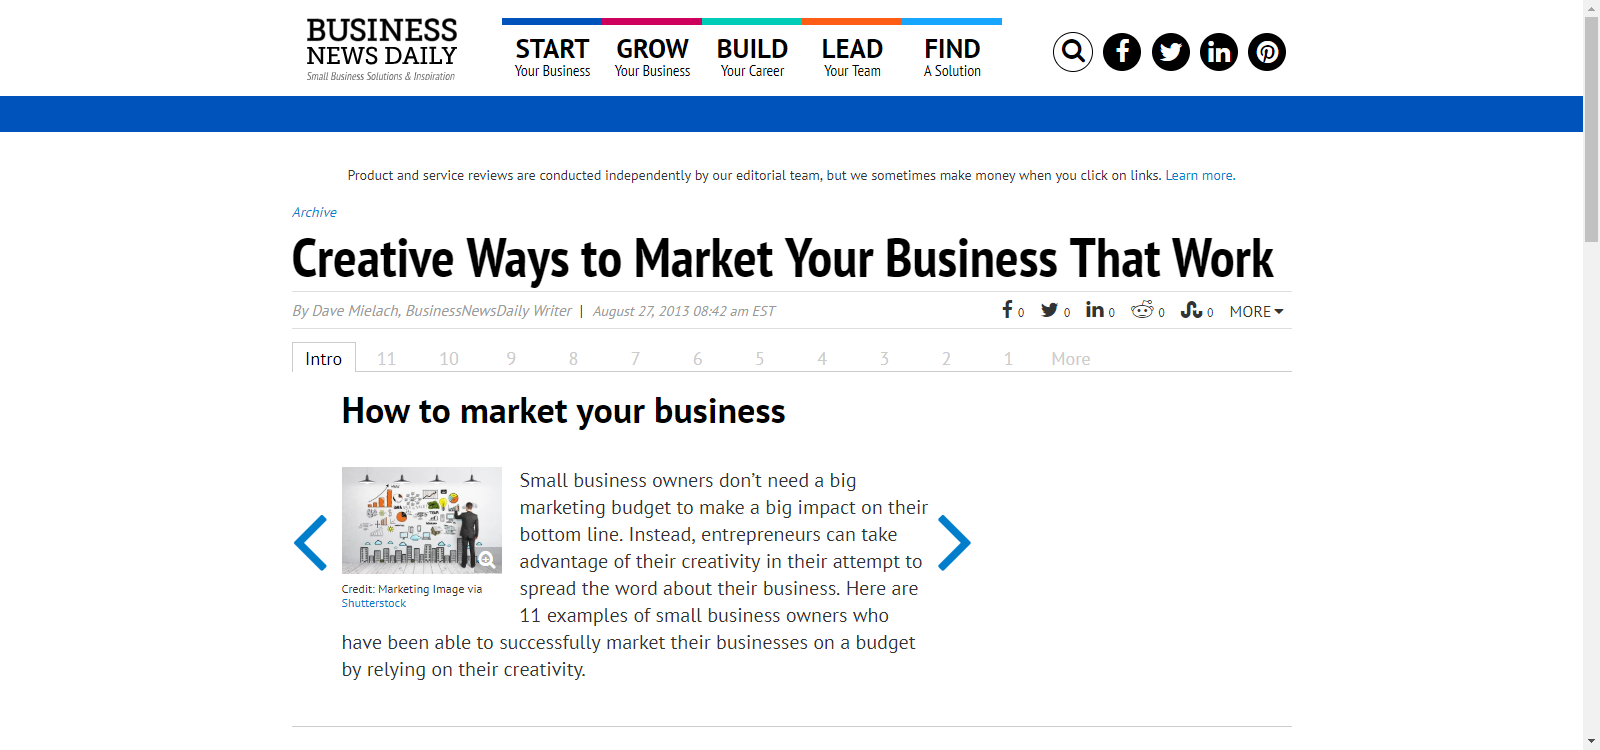 BUSINESS
NEWS DAILY
Small Business Solutions & Inspiration
START
Your Business
GROW
Your Business
BUILD
Your Career
LEAD
Your Team
FIND
A Solution
Product and service reviews are conducted independently by our editorial team, but we sometimes make money when you click on links. Learn more.
Archive
Creative Ways to Market Your Business That Work
By Dave Mielach, BusinessNewsDaily Writer | August 27, 2013 08:42 am EST
0 0 0 0 0 MORE
Intro 11 10 9 8 7 6 5 4 3 2 1 More
How to market your business
Small business owners don't need a big
marketing budget to make a big impact on their
bottom line. Instead, entrepreneurs can take
advantage of their creativity in their attempt to
spread the word about their business. Here are
11 examples of small business owners who
have been able to successfully market their businesses on a budget
by relying on their creativity.
Credit: Marketing Image via
Shutterstock